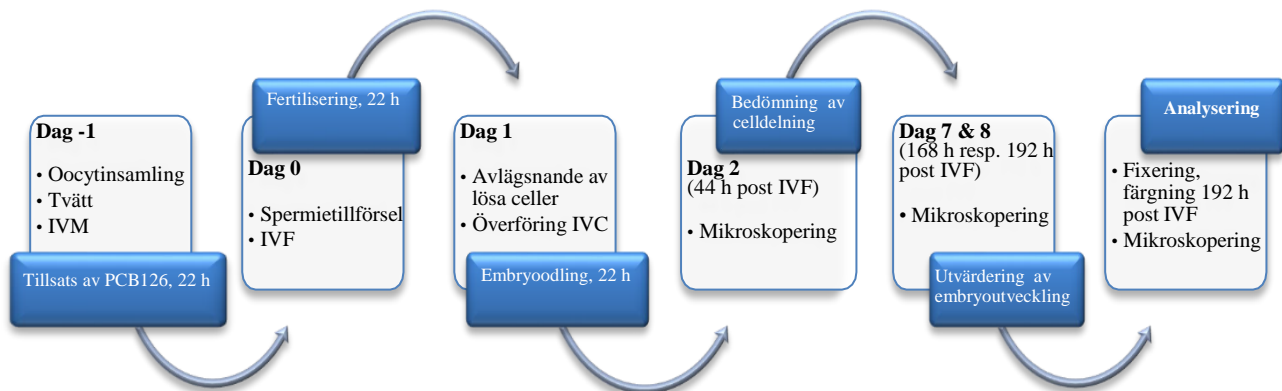 Dag -1
• Oocytinsamling
• Tvätt
• IVM
Tillsats av PCB126, 22 h
Fertilisering, 22 h
Dag 0
• Spermietillförsel
• IVF
Dag 1
• Avlägsnande av
lösa celler
• Överföring IVC
Embryoodling, 22 h
Bedömning av
celldelning
Dag 2
(44 h post IVF)
• Mikroskopering
Dag 7 & 8
(168 h resp. 192 h
post IVF)
• Mikroskopering
Utvärdering av
embryoutveckling
Analysering
• Fixering,
färgning 192 h
post IVF
• Mikroskopering